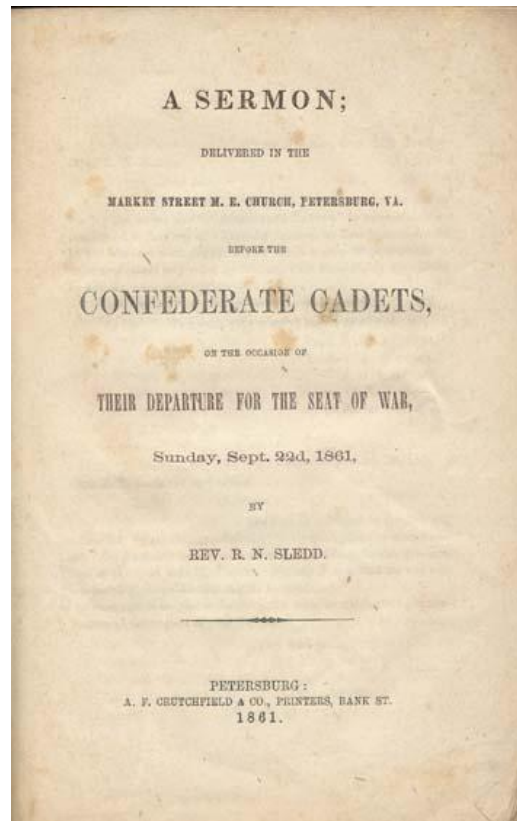 A SERMON;
DELIVERED IN THE
MARKET STREET M. E. CHURCH, PETERSBURG, VA.
BEFORE THE
CONFEDERATE CADETS,
ON THE OCCASION OF
THEIR DEPARTURE FOR THE SEAT OF WAR,
Sunday, Sept. 22d, 1861,
BY
REV. R. N. SLEDD.
PETERSBURG:
A. F. CRUTCHFIELD & CO., PRINTERS, BANK ST.
1861.